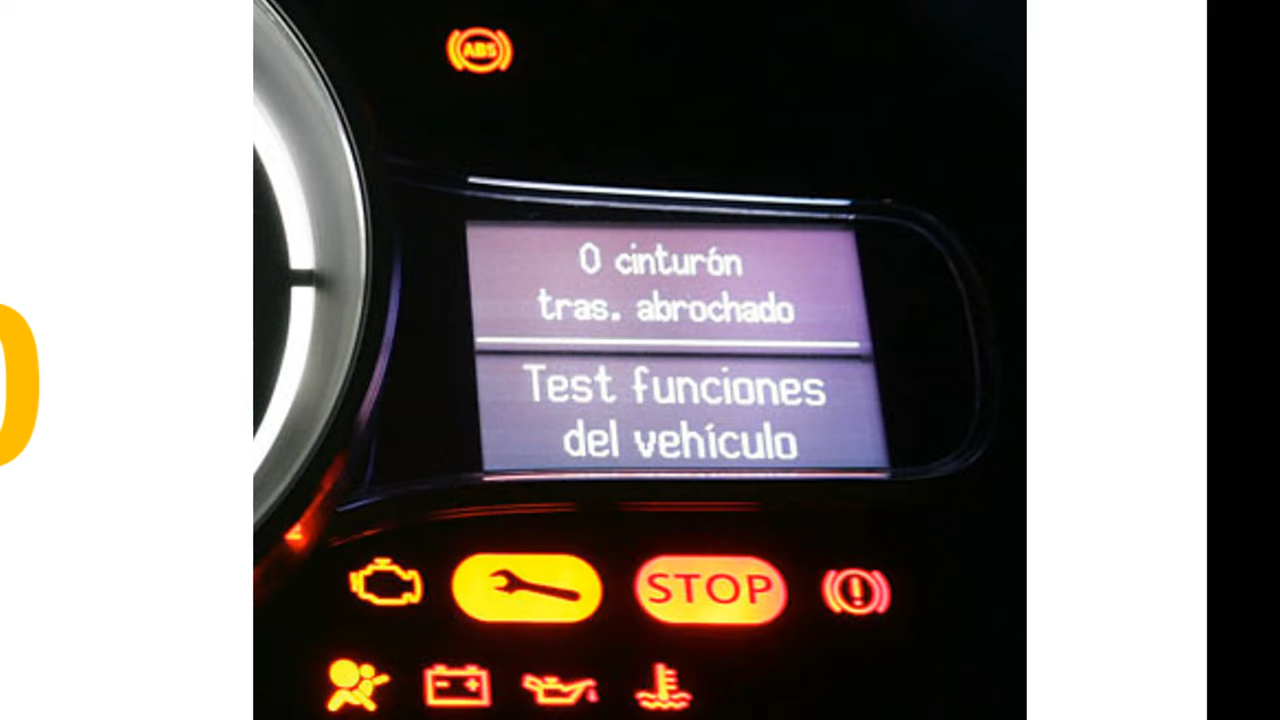 ABS
0 cinturón
tras. abrochado
Test funciones
del vehículo
STOP